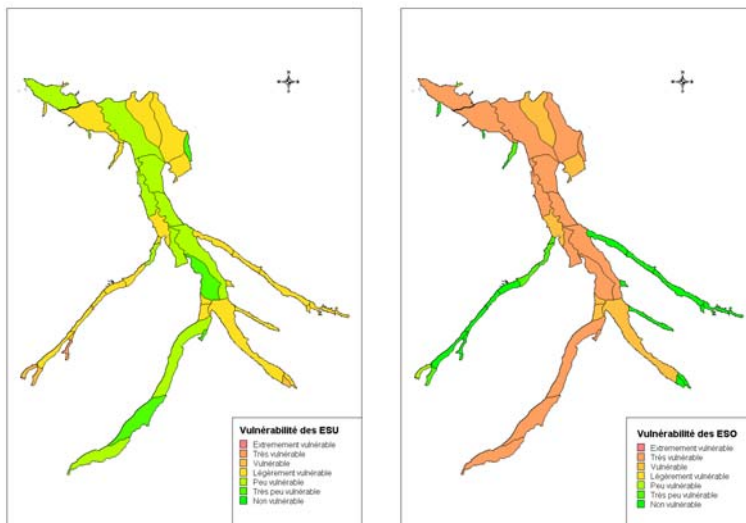 Vulnérabilité des ESU
Extremement vulnérable
Très vulnérable
Vulnérable
Légèrement vulnérable
Peu vulnérable
Très peu vulnérable
Non vulnérable
Vulnérabilité des ESO
Extremement vulnérable
Très vulnérable
Vulnérable
Légèrement vulnérable
Peu vulnérable
Très peu vulnérable
Non vulnérable